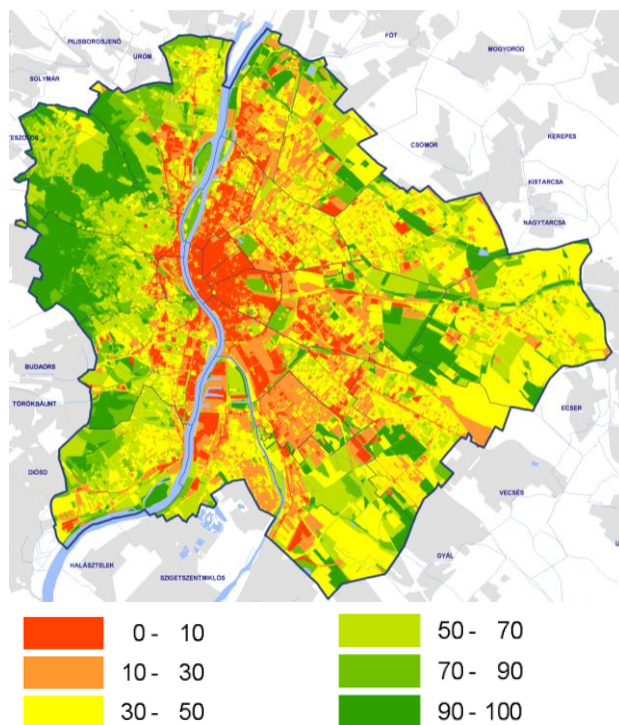 PILISBOROSJENŐ
FÓT
ÜRÖM
MOGYORÓD
SOLYMÁR
CSÖMÖR
KEREPES
KISTARCSA
NAGYTARCSA
BUDAÖRS
TÖRÖKBÁLINT
ECSER
DIÓSD
VECSÉS
GYÁL
HALÁSZTELEK
SZIGETSZENTMIKLÓS
0 - 10
50 - 70
10 - 30
70 - 90
30 - 50
90 - 100